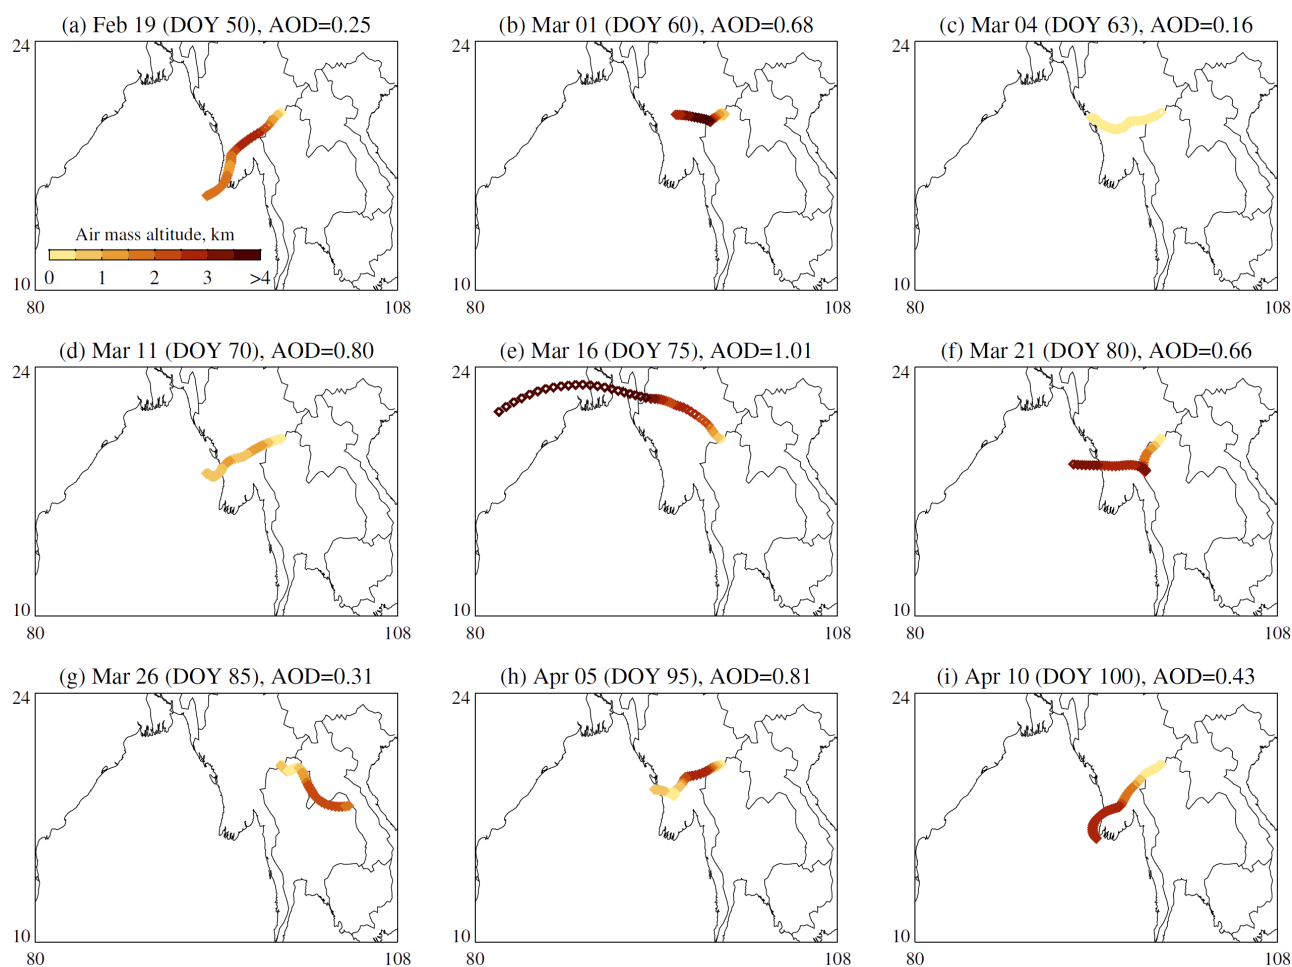 (a) Feb 19 (DOY 50), AOD=0.25
24
Air mass altitude, km
0 1 2 3 >4
10
80 108
(b) Mar 01 (DOY 60), AOD=0.68
24
10
80 108
(c) Mar 04 (DOY 63), AOD=0.16
24
10
80 108
(d) Mar 11 (DOY 70), AOD=0.80
24
10
80 108
(e) Mar 16 (DOY 75), AOD=1.01
24
10
80 108
(f) Mar 21 (DOY 80), AOD=0.66
24
10
80 108
(g) Mar 26 (DOY 85), AOD=0.31
24
10
80 108
(h) Apr 05 (DOY 95), AOD=0.81
24
10
80 108
(i) Apr 10 (DOY 100), AOD=0.43
24
10
80 108